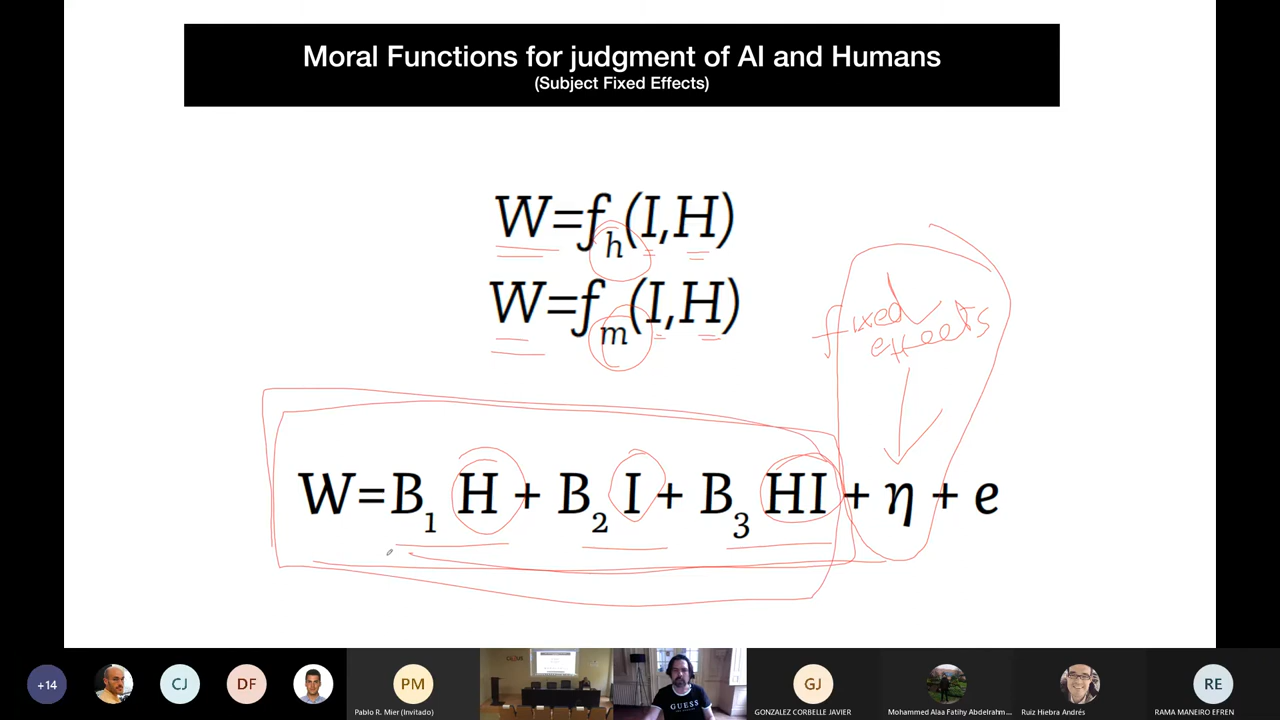 Moral Functions for judgment of AI and Humans
(Subject Fixed Effects)
W=fₕ(I,H)
W=fₘ(I,H)
fixed
effects
W=B₁ H + B₂ I + B₃ HI + η + e
+14
CJ
DF
PM
Pablo R. Mier (Invitado)
GUESS
GJ
GONZALEZ CORBELLE JAVIER
Mohammed Alaa Fatihy Abdelrahm...
Ruiz Hiebra Andrés
RE
RAMA MANEIRO EFREN